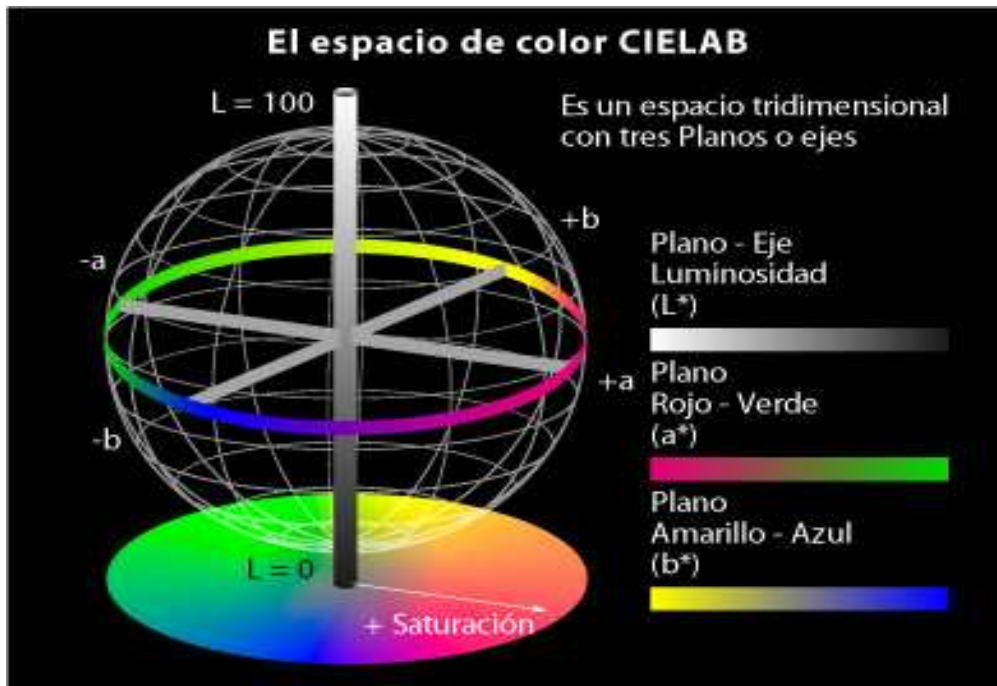 El espacio de color CIELAB
L = 100
Es un espacio tridimensional
con tres Planos o ejes
+b
-a
Plano - Eje
Luminosidad
(L*)
+a
Plano
Rojo - Verde
(a*)
-b
Plano
Amarillo - Azul
(b*)
L = 0
+ Saturación